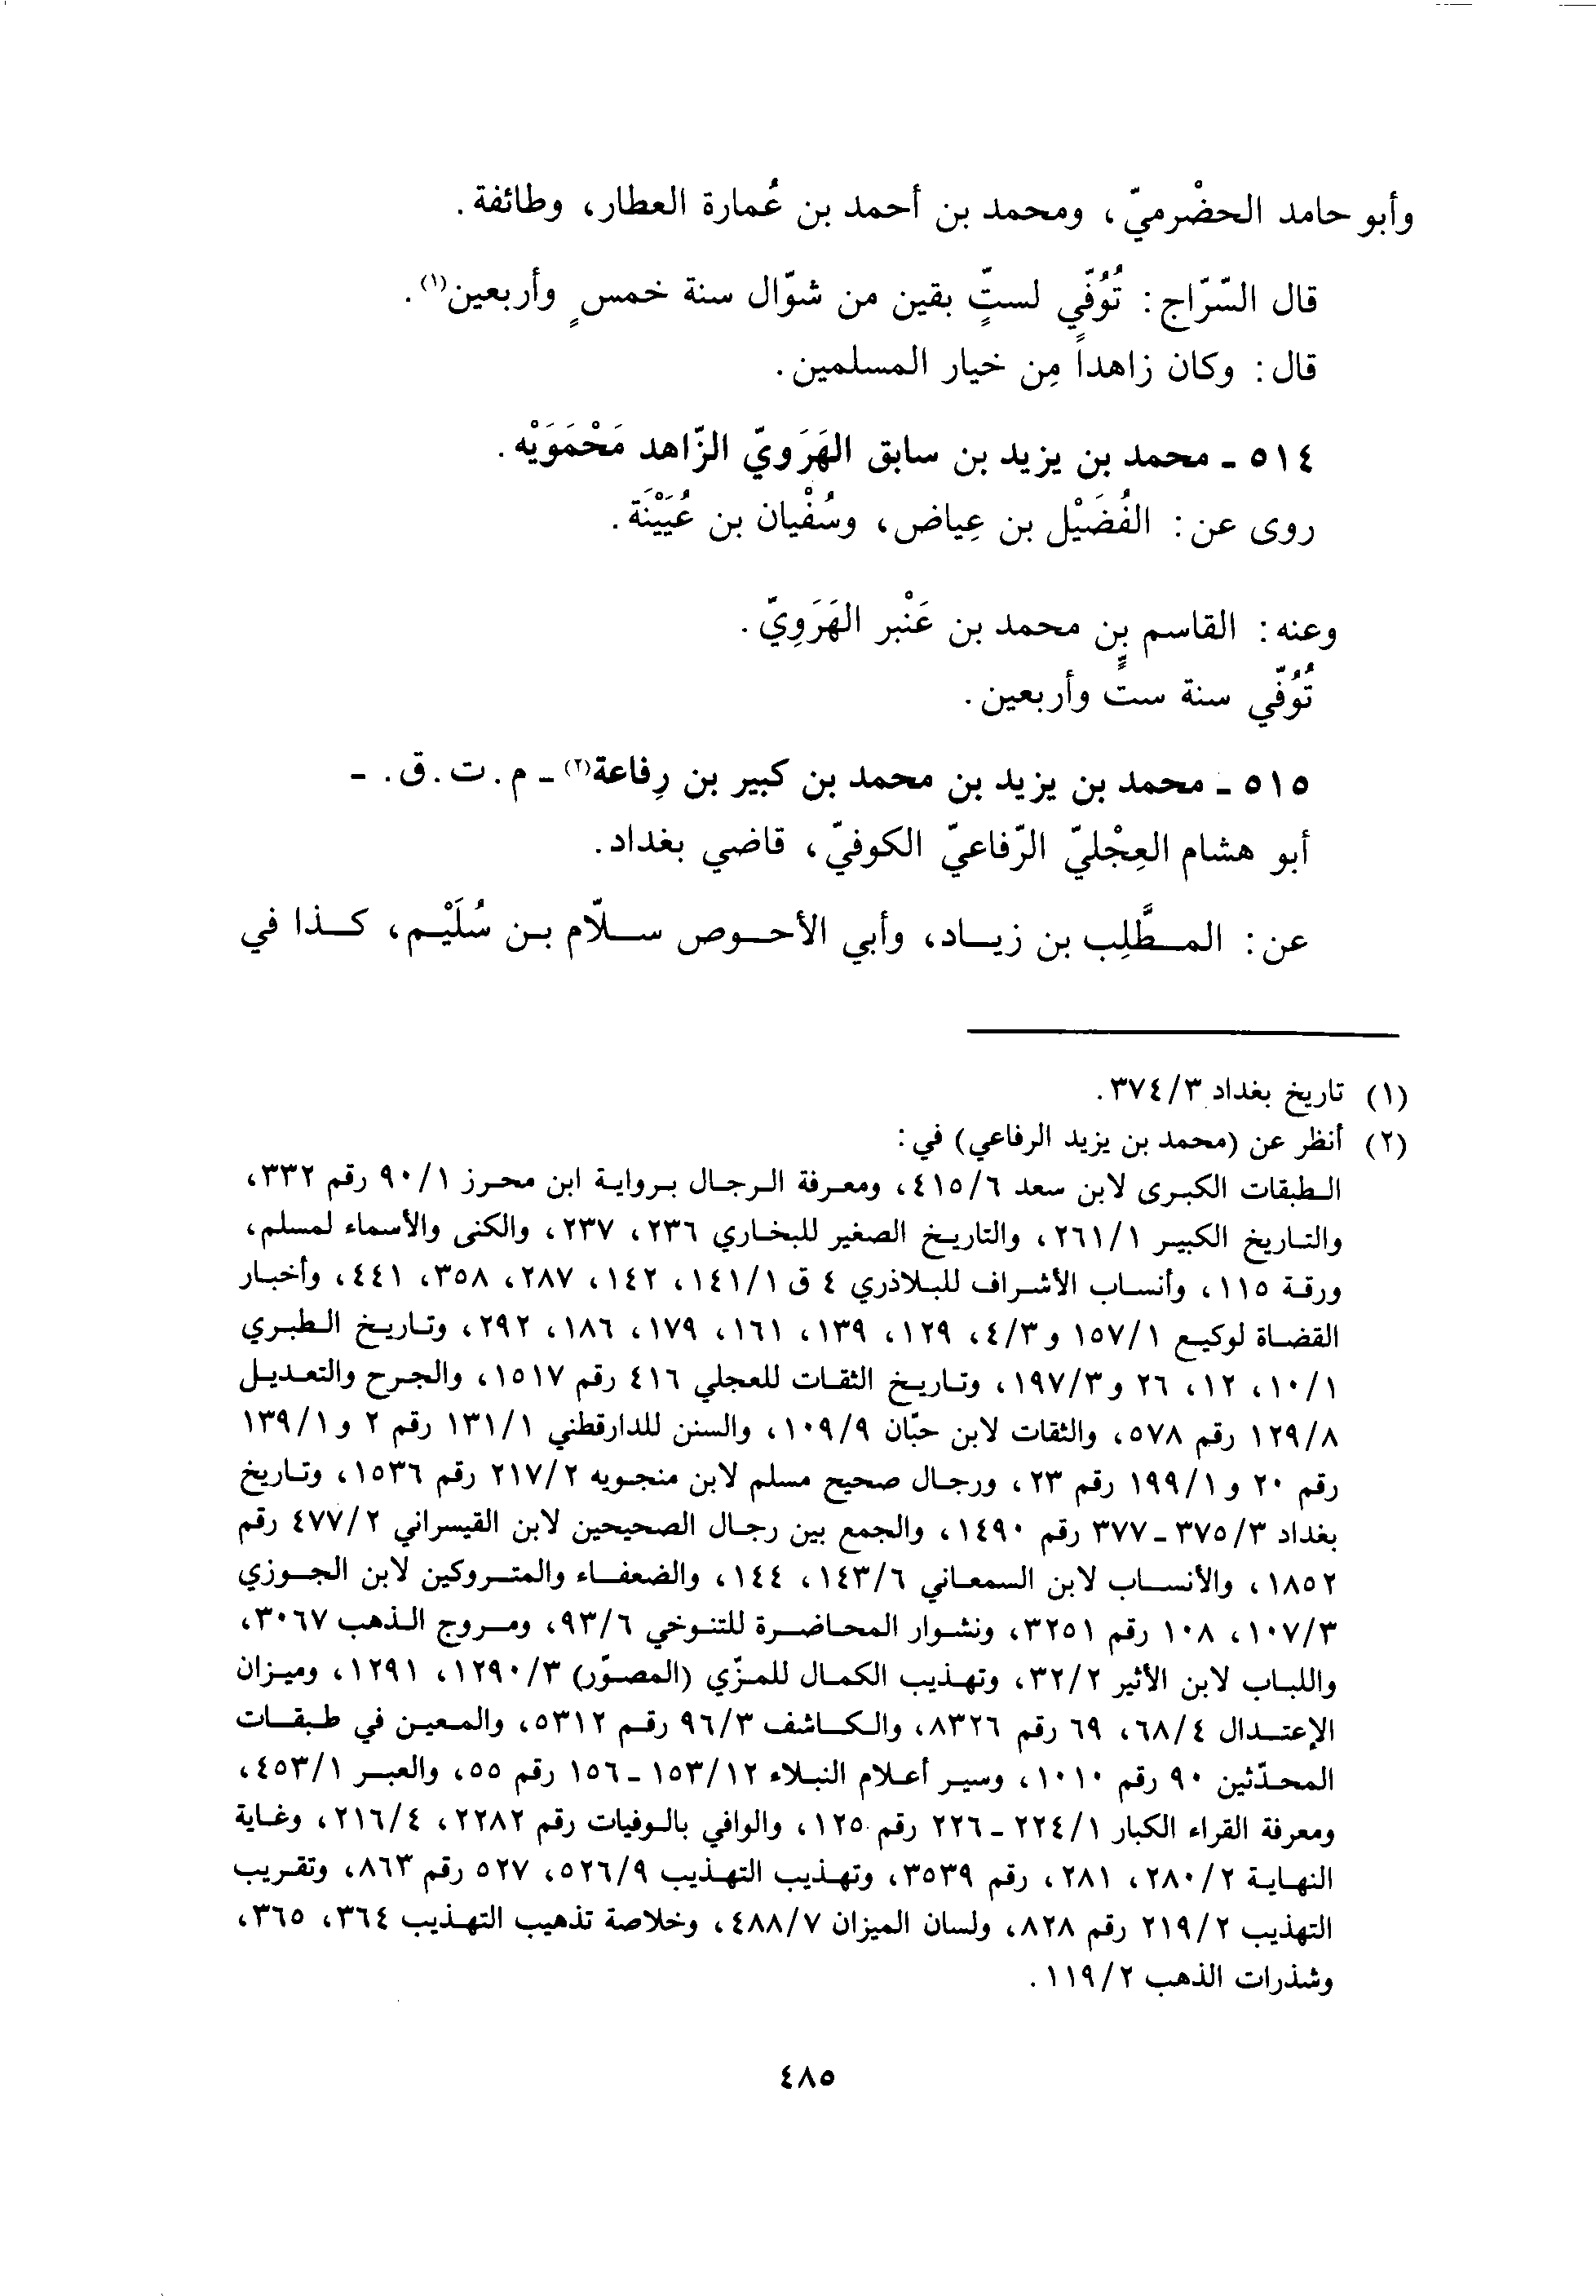 وأبو حامد الحضْرميّ، ومحمد بن أحمد بن عُمارة العطار، وطائفة.
قال السّرّاج: تُوُفّي لستٍّ بقين من شوّال سنة خمسٍ وأربعين(١).
قال: وكان زاهداً مِن خيار المسلمين.
٥١٤ ـ محمد بن يزيد بن سابق الهَرَويّ الزّاهد مَحْمَوَيْه.
روى عن: الفُضَيْل بن عِياض، وسُفْيان بن عُيَيْنَة.
وعنه: القاسم بن محمد بن عَنْبر الهَرَوِيّ.
تُوُفّي سنة ستٍّ وأربعين.
٥١٥ ـ محمد بن يزيد بن محمد بن كبير بن رِفاعة(٢) ـ م. ت. ق. ـ
أبو هشام العِجْليّ الرّفاعيّ الكوفيّ، قاضي بغداد.
عن: المطَّلِب بن زياد، وأبي الأحوص سلّام بن سُلَيْم، كذا في
(١) تاريخ بغداد ٣/٣٧٤.
(٢) أنظر عن (محمد بن يزيد الرفاعي) في:
الطبقات الكبرى لابن سعد ٦/٤١٥، ومعرفة الرجال برواية ابن محرز ١/٩٠ رقم ٣٣٢،
والتاريخ الكبير ١/٢٦١، والتاريخ الصغير للبخاري ٢٣٦، ٢٣٧، والكنى والأسماء لمسلم،
ورقة ١١٥، وأنساب الأشراف للبلاذري ٤ ق ١/١٤١، ١٤٢، ٢٨٧، ٣٥٨، ٤٤١، وأخبار
القضاة لوكيع ١/١٥٧ و٣/٤، ١٢٩، ١٣٩، ١٦١، ١٧٩، ١٨٦، ٢٩٢، وتاريخ الطبري
١/١٠، ١٢، ٢٦ و٣/١٩٧، وتاريخ الثقات للعجلي ٤١٦ رقم ١٥١٧، والجرح والتعديل
٨/١٢٩ رقم ٥٧٨، والثقات لابن حبّان ٩/١٠٩، والسنن للدارقطني ١/١٣١ رقم ٢ و١/١٣٩
رقم ٢٠ و١/١٩٩ رقم ٢٣، ورجال صحيح مسلم لابن منجويه ٢/٢١٧ رقم ١٥٣٦، وتاريخ
بغداد ٣/٣٧٥ ـ ٣٧٧ رقم ١٤٩٠، والجمع بين رجال الصحيحين لابن القيسراني ٢/٤٧٧ رقم
١٨٥٢، والأنساب لابن السمعاني ٦/١٤٣، ١٤٤، والضعفاء والمتروكين لابن الجوزي
٣/١٠٧، ١٠٨ رقم ٣٢٥١، ونشوار المحاضرة للتنوخي ٦/٩٣، ومروج الذهب ٣٠٦٧،
واللباب لابن الأثير ٢/٣٢، وتهذيب الكمال للمزّي (المصوّر) ٣/١٢٩٠، ١٢٩١، وميزان
الإعتدال ٤/٦٨، ٦٩ رقم ٨٣٢٦، والكاشف ٣/٩٦ رقم ٥٣١٢، والمعين في طبقات
المحدّثين ٩٠ رقم ١٠١٠، وسير أعلام النبلاء ١٢/١٥٣ ـ ١٥٦ رقم ٥٥، والعبر ١/٤٥٣،
ومعرفة القراء الكبار ١/٢٢٤ ـ ٢٢٦ رقم ١٢٥، والوافي بالوفيات رقم ٢٢٨٢، ٤/٢١٦، وغاية
النهاية ٢/٢٨٠، ٢٨١، رقم ٣٥٣٩، وتهذيب التهذيب ٩/٥٢٦، ٥٢٧ رقم ٨٦٣، وتقريب
التهذيب ٢/٢١٩ رقم ٨٢٨، ولسان الميزان ٧/٤٨٨، وخلاصة تذهيب التهذيب ٣٦٤، ٣٦٥،
وشذرات الذهب ٢/١١٩.
٤٨٥